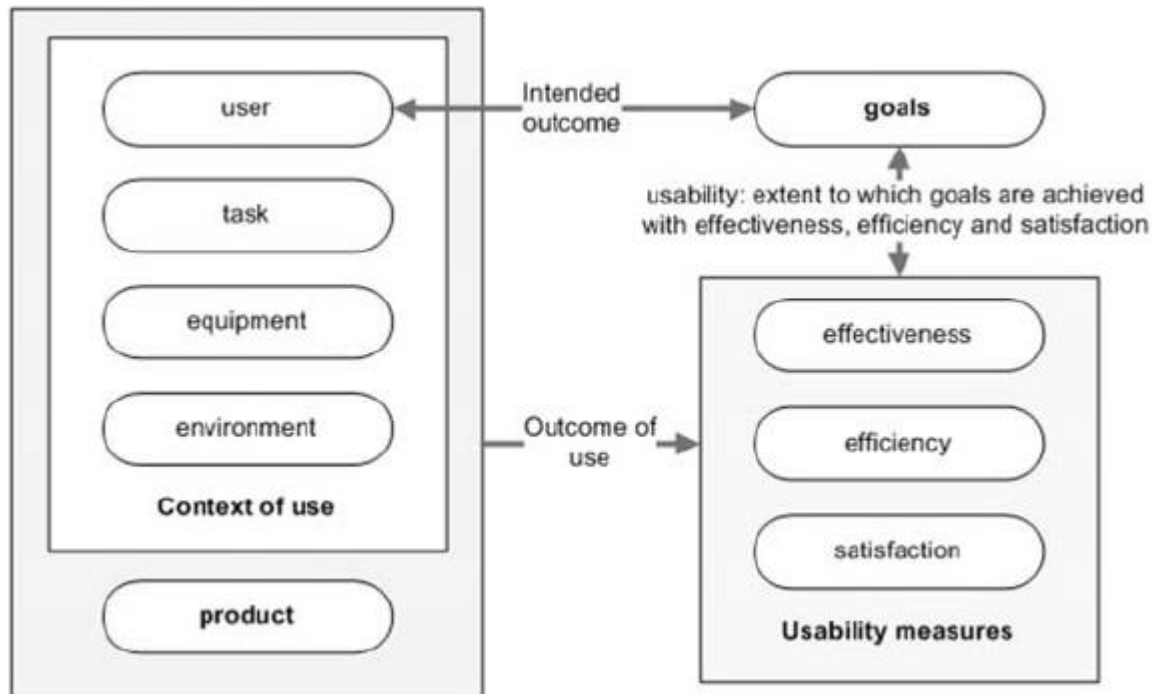 user
Intended
outcome
goals
task
usability: extent to which goals are achieved
with effectiveness, efficiency and satisfaction
equipment
effectiveness
environment
Outcome of
use
efficiency
Context of use
satisfaction
product
Usability measures